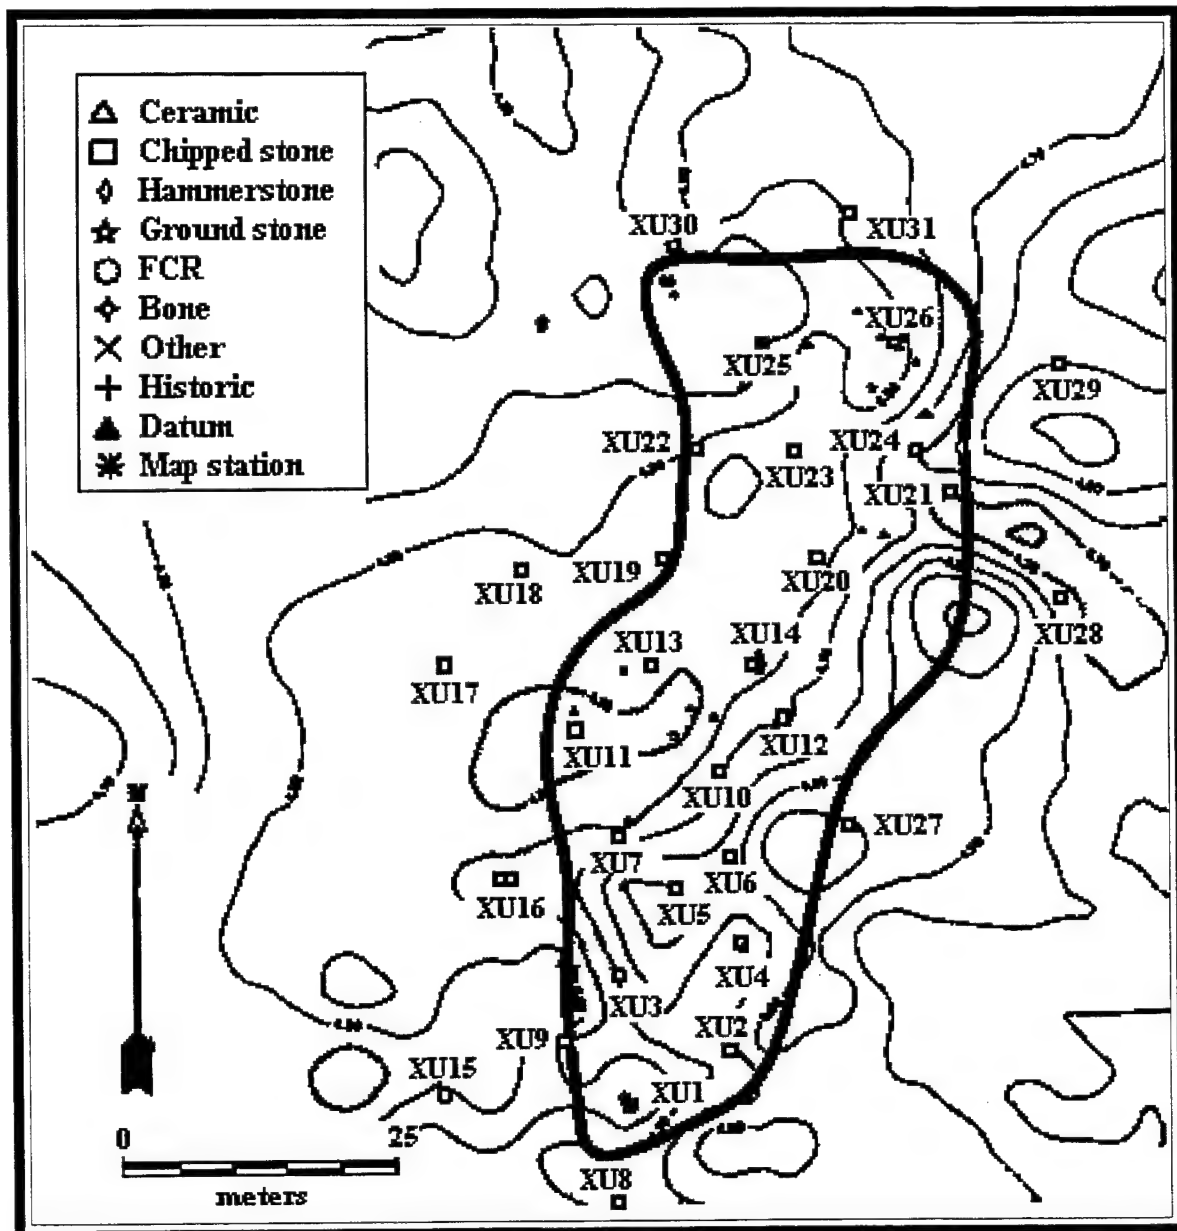 Ceramic
Chipped stone
Hammerstone
Ground stone
FCR
Bone
Other
Historic
Datum
Map station
XU30
XU31
XU26
XU25
XU29
XU22
XU24
XU23
XU21
XU19
XU20
XU18
XU28
XU13
XU14
XU17
XU11
XU12
XU10
XU27
XU7
XU6
XU16
XU5
XU4
XU3
XU2
XU9
XU15
XU1
0 25
meters
XU8